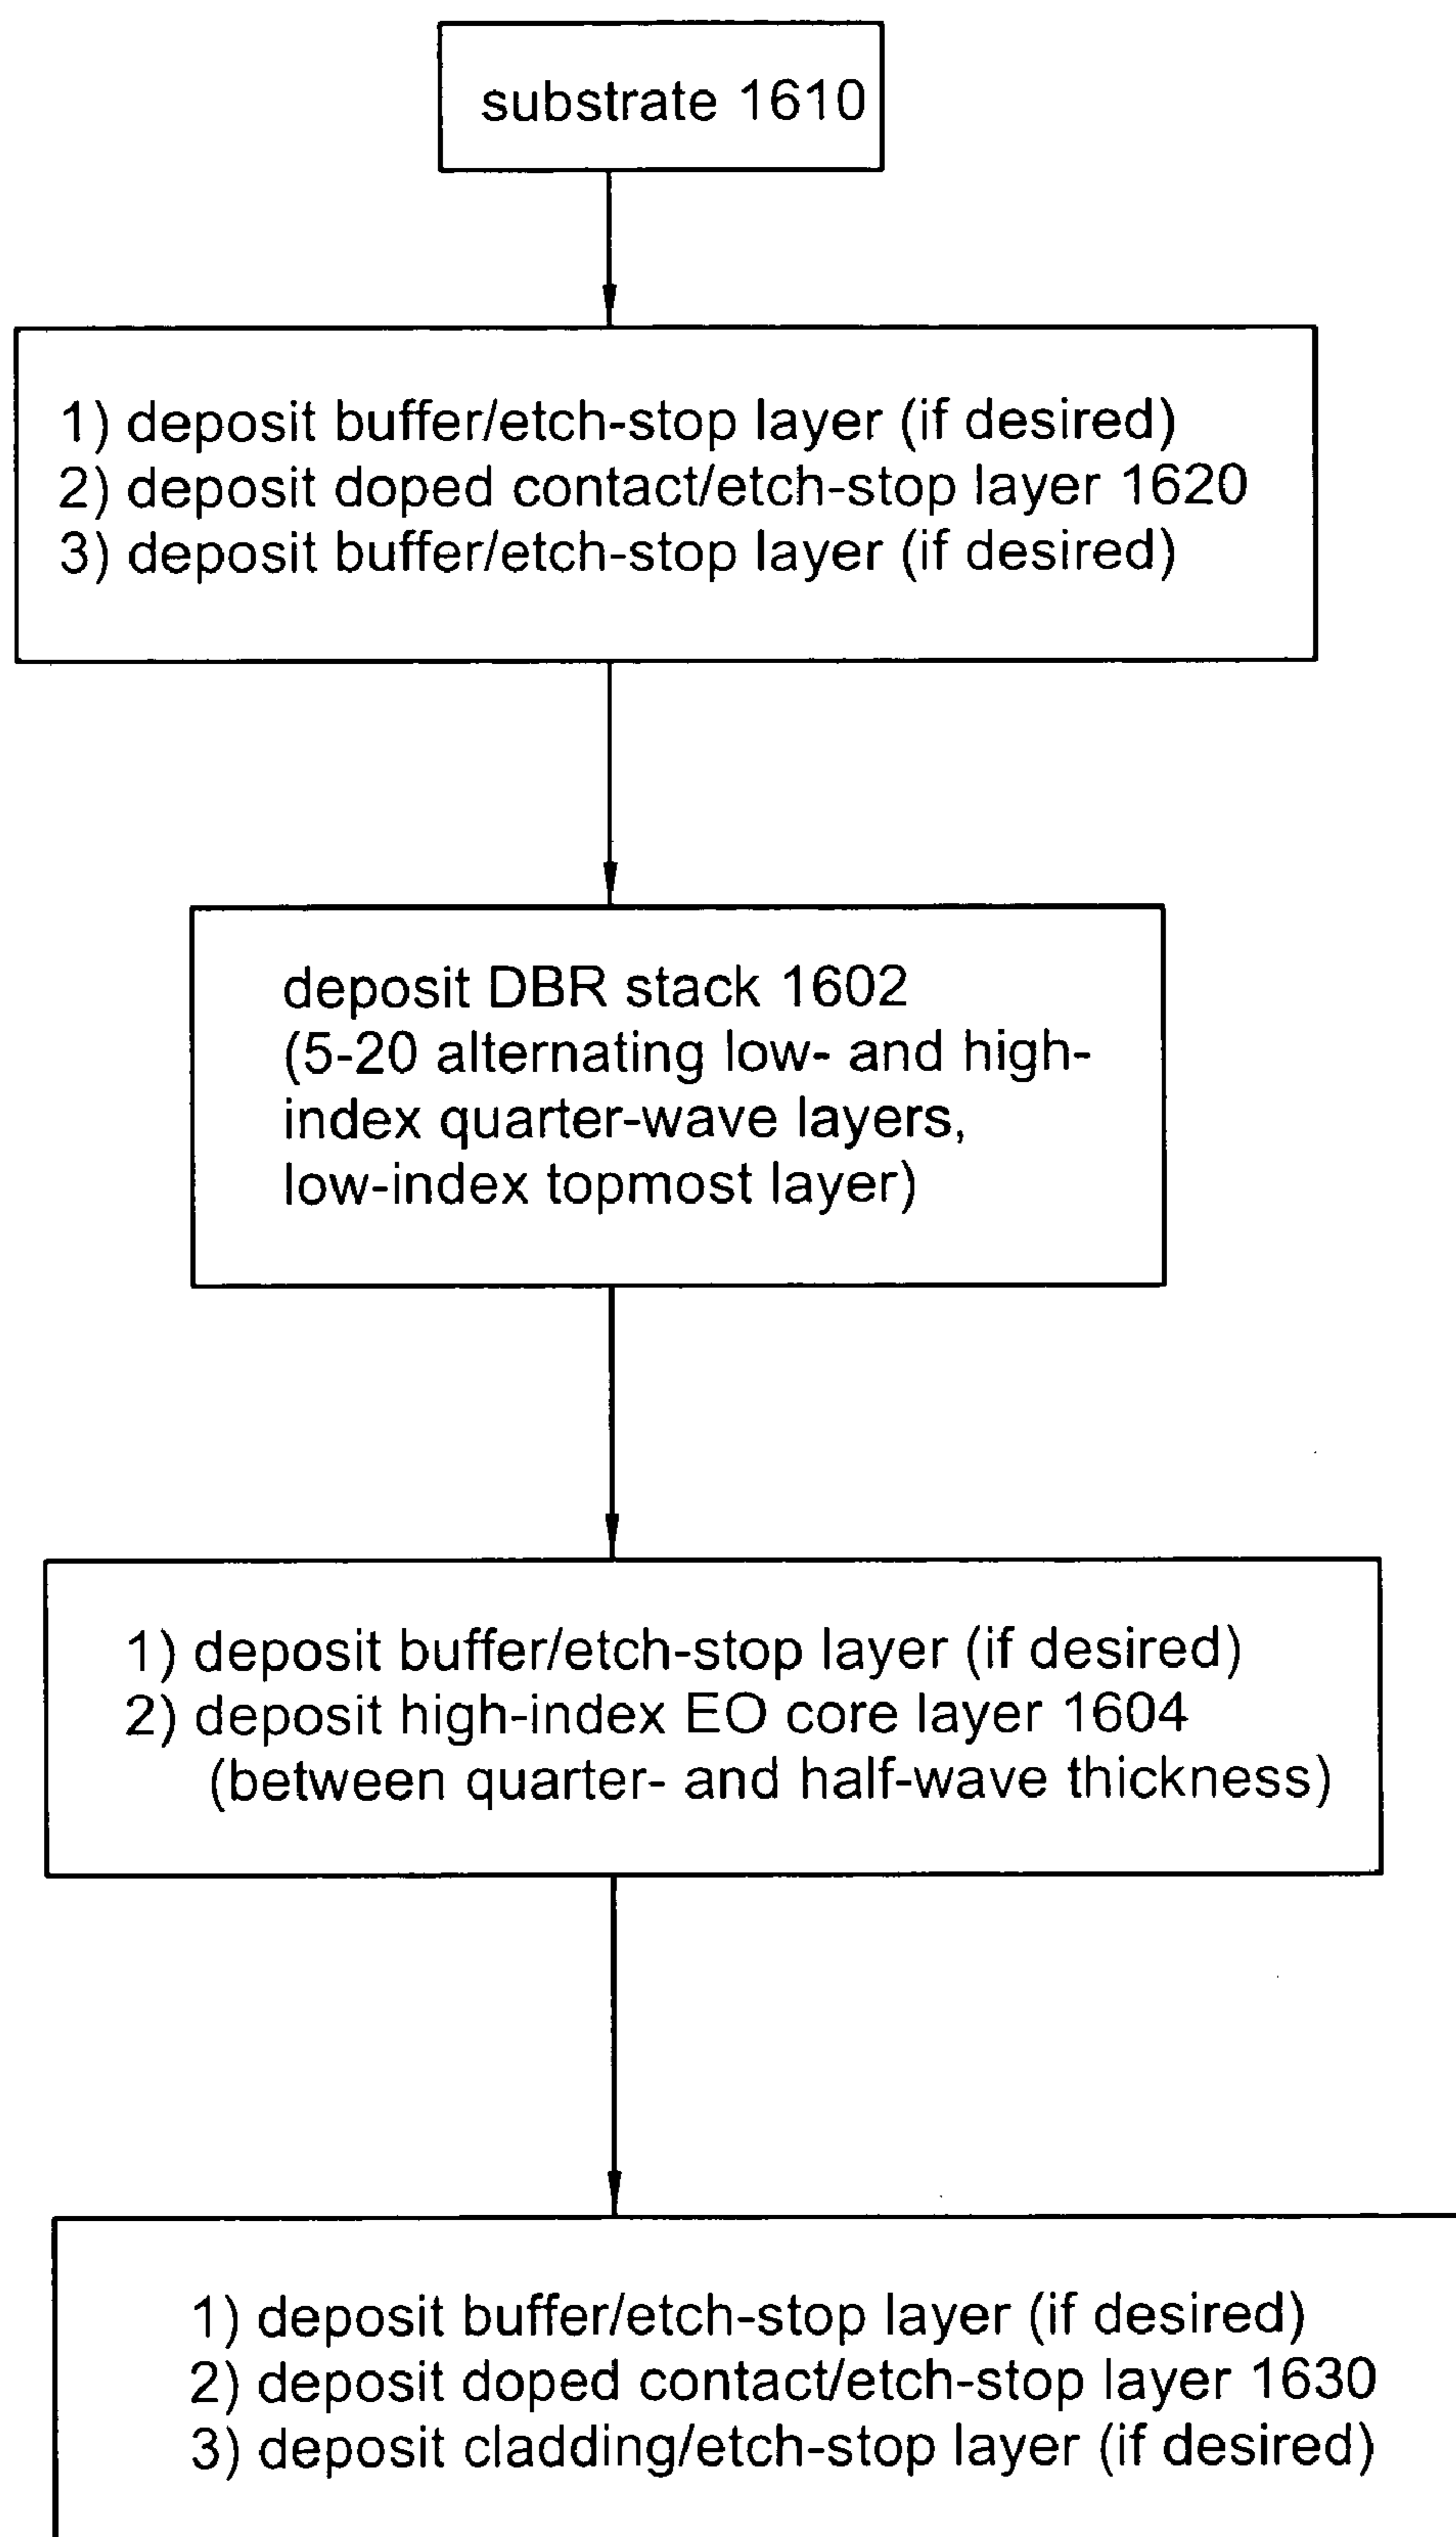 substrate 1610
1) deposit buffer/etch-stop layer (if desired)
2) deposit doped contact/etch-stop layer 1620
3) deposit buffer/etch-stop layer (if desired)
deposit DBR stack 1602
(5-20 alternating low- and high-
index quarter-wave layers,
low-index topmost layer)
1) deposit buffer/etch-stop layer (if desired)
2) deposit high-index EO core layer 1604
(between quarter- and half-wave thickness)
1) deposit buffer/etch-stop layer (if desired)
2) deposit doped contact/etch-stop layer 1630
3) deposit cladding/etch-stop layer (if desired)